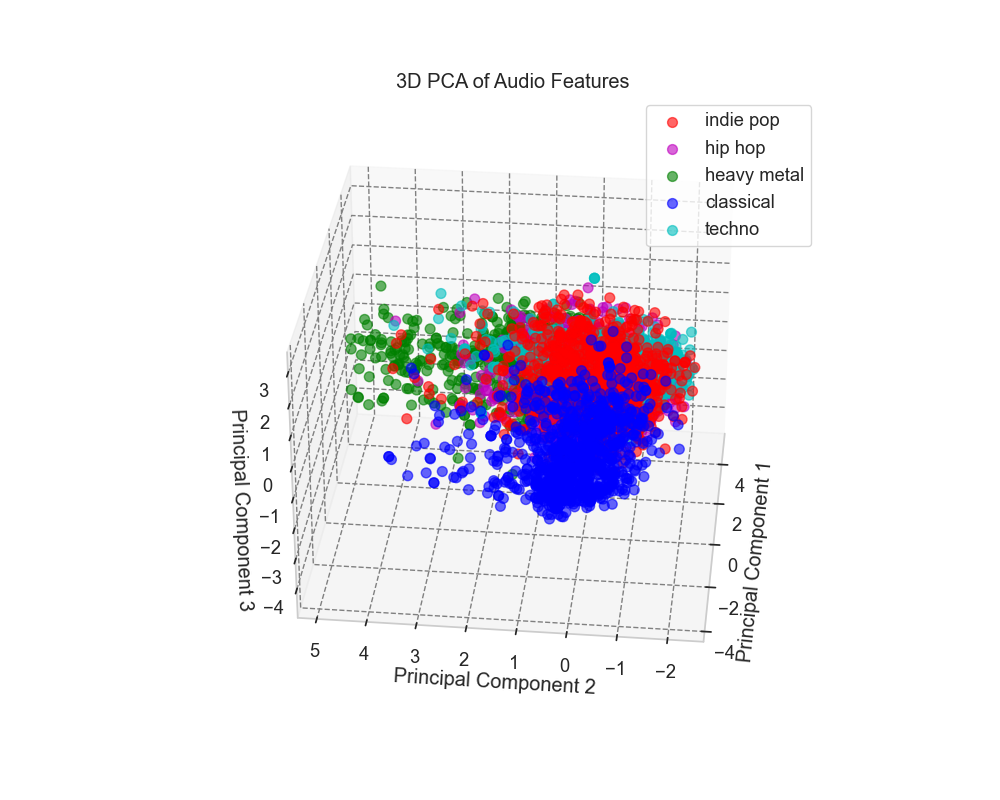 3D PCA of Audio Features
indie pop
hip hop
heavy metal
classical
techno
3
2
1
0
−1
−2
−3
−4
Principal Component 3
5
4
3
2
1
0
−1
−2
Principal Component 2
4
2
0
−2
−4
Principal Component 1